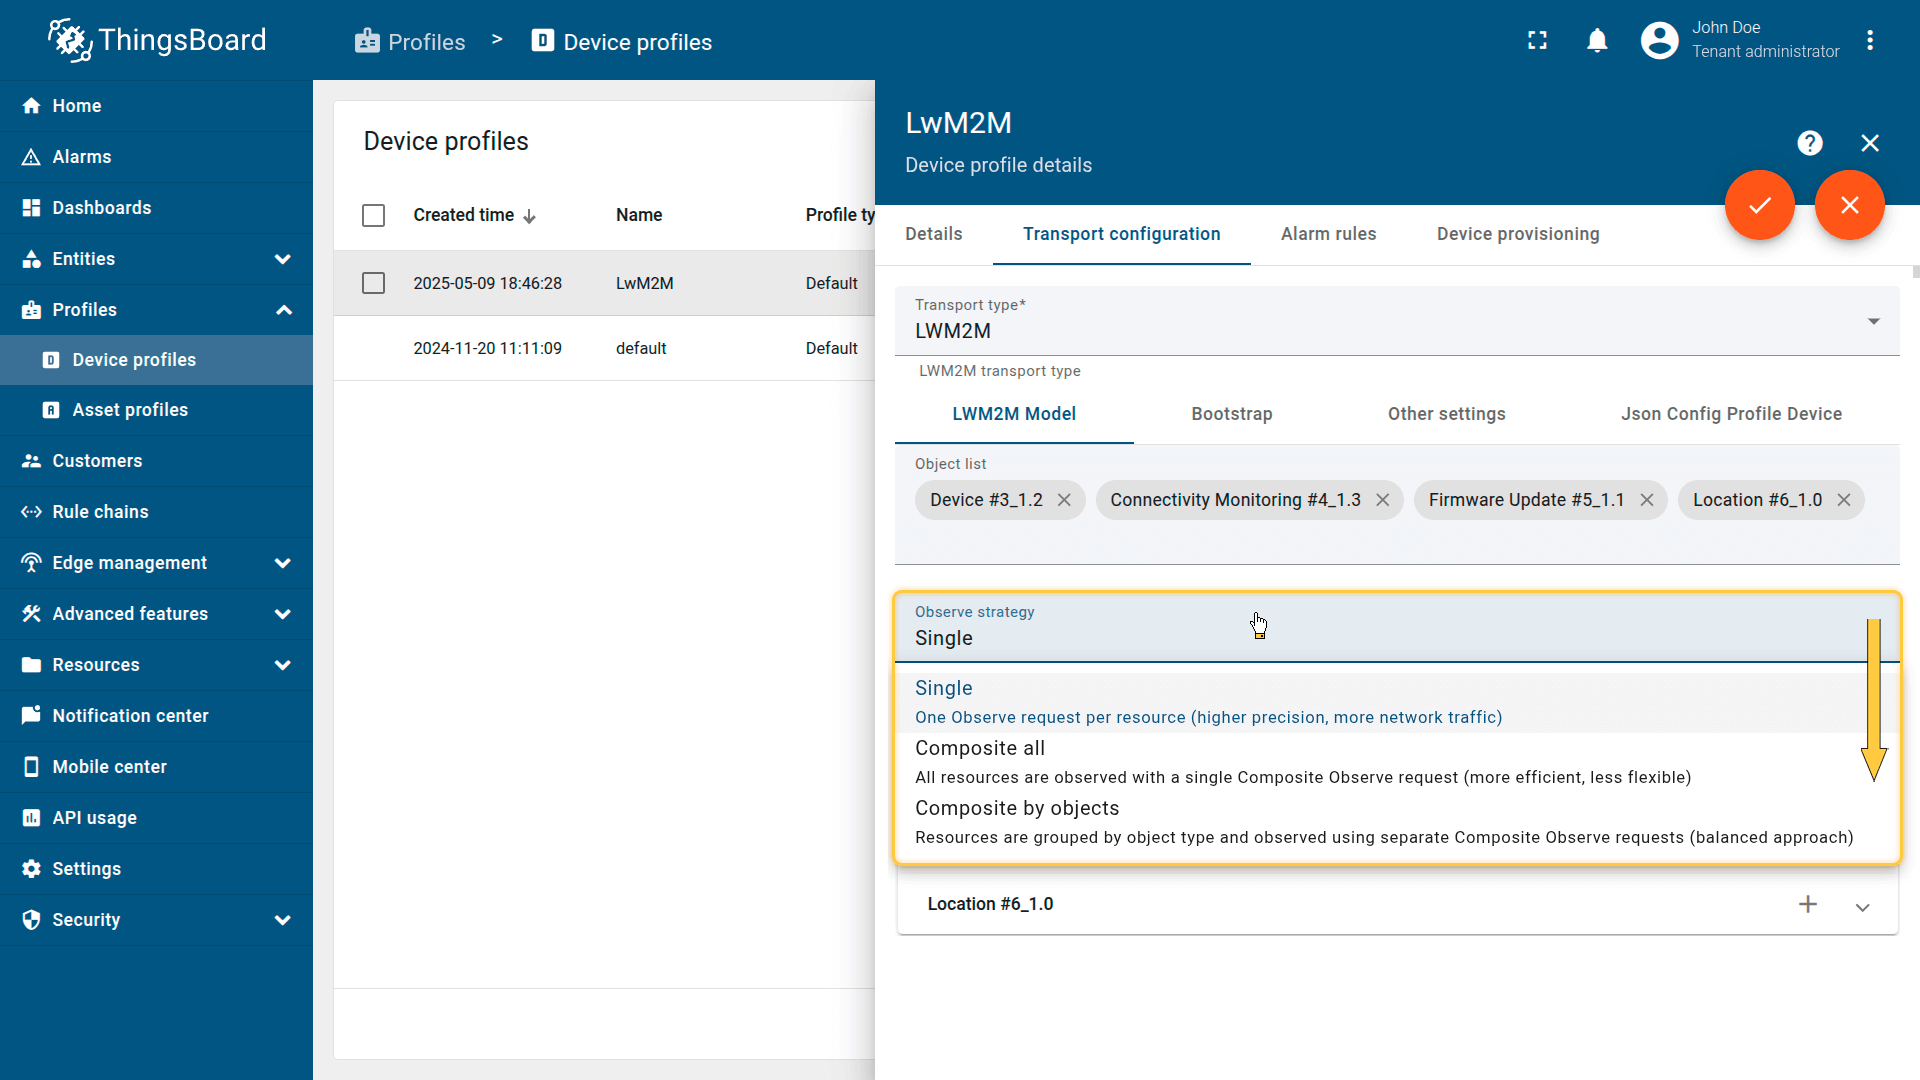 ThingsBoard
Profiles > Device profiles
John Doe
Tenant administrator
Home
Alarms
Dashboards
Entities
Profiles
Device profiles
Asset profiles
Customers
Rule chains
Edge management
Advanced features
Resources
Notification center
Mobile center
API usage
Settings
Security
Device profiles
Created time Name Profile ty
2025-05-09 18:46:28 LwM2M Default
2024-11-20 11:11:09 default Default
LwM2M
Device profile details
Details Transport configuration Alarm rules Device provisioning
Transport type*
LWM2M
LWM2M transport type
LWM2M Model Bootstrap Other settings Json Config Profile Device
Object list
Device #3_1.2 Connectivity Monitoring #4_1.3 Firmware Update #5_1.1 Location #6_1.0
Observe strategy
Single
Single
One Observe request per resource (higher precision, more network traffic)
Composite all
All resources are observed with a single Composite Observe request (more efficient, less flexible)
Composite by objects
Resources are grouped by object type and observed using separate Composite Observe requests (balanced approach)
Location #6_1.0